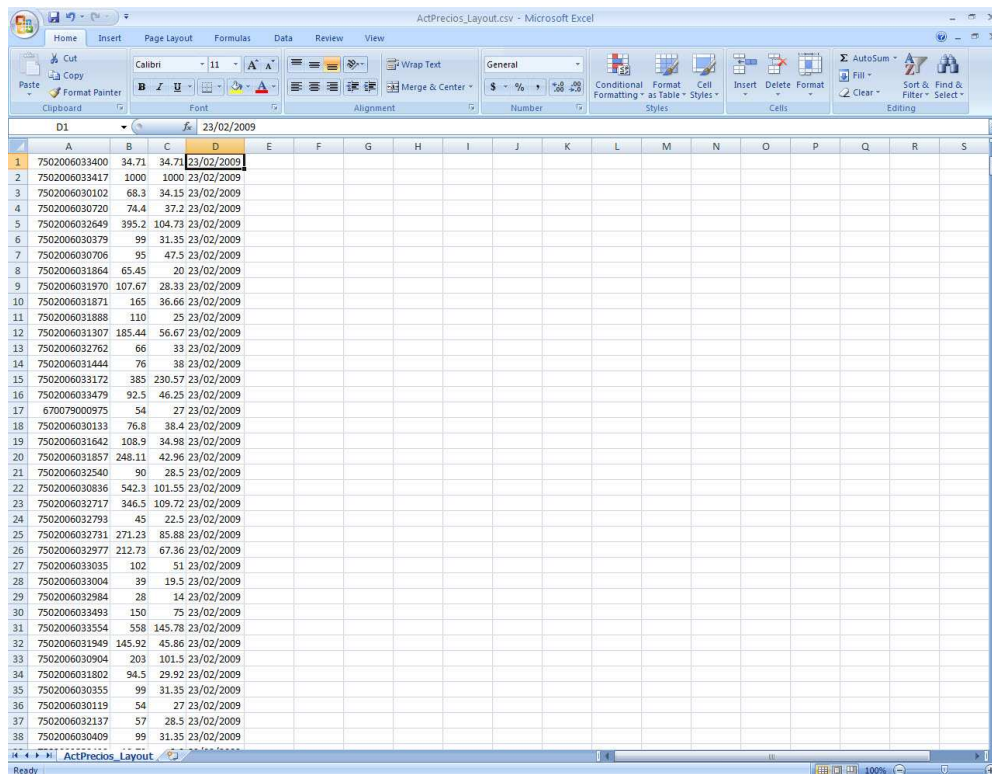 ActPrecios_Layout.csv - Microsoft Excel
Home Insert Page Layout Formulas Data Review View
Paste
Cut
Copy
Format Painter
Clipboard
Calibri 11 A A
B I U A
Font
Wrap Text
Merge & Center
Alignment
General
$ % ,
Number
Conditional Formatting
Format as Table
Cell Styles
Styles
Insert Delete Format
Cells
Σ AutoSum
Fill
Clear
Sort & Filter
Find & Select
Editing
D1 fx 23/02/2009
A B C D E F G H I J K L M N O P Q R S
1 7502006033400 34.71 34.71 23/02/2009
2 7502006033417 1000 1000 23/02/2009
3 7502006030102 68.3 34.15 23/02/2009
4 7502006030720 74.4 37.2 23/02/2009
5 7502006032649 395.2 104.73 23/02/2009
6 7502006030379 99 31.35 23/02/2009
7 7502006030706 95 47.5 23/02/2009
8 7502006031864 65.45 20 23/02/2009
9 7502006031970 107.67 28.33 23/02/2009
10 7502006031871 165 36.66 23/02/2009
11 7502006031888 110 25 23/02/2009
12 7502006031307 185.44 56.67 23/02/2009
13 7502006032762 66 33 23/02/2009
14 7502006031444 76 38 23/02/2009
15 7502006033172 385 230.57 23/02/2009
16 7502006033479 92.5 46.25 23/02/2009
17 670079000975 54 27 23/02/2009
18 7502006030133 76.8 38.4 23/02/2009
19 7502006031642 108.9 34.98 23/02/2009
20 7502006031857 248.11 42.96 23/02/2009
21 7502006032540 90 28.5 23/02/2009
22 7502006030836 542.3 101.55 23/02/2009
23 7502006032717 346.5 109.72 23/02/2009
24 7502006032793 45 22.5 23/02/2009
25 7502006032731 271.23 85.88 23/02/2009
26 7502006032977 212.73 67.36 23/02/2009
27 7502006033035 102 51 23/02/2009
28 7502006033004 39 19.5 23/02/2009
29 7502006032984 28 14 23/02/2009
30 7502006033493 150 75 23/02/2009
31 7502006033554 558 145.78 23/02/2009
32 7502006031949 145.92 45.86 23/02/2009
33 7502006030904 203 101.5 23/02/2009
34 7502006031802 94.5 29.92 23/02/2009
35 7502006030355 99 31.35 23/02/2009
36 7502006030119 54 27 23/02/2009
37 7502006032137 57 28.5 23/02/2009
38 7502006030409 99 31.35 23/02/2009
ActPrecios_Layout
Ready 100%